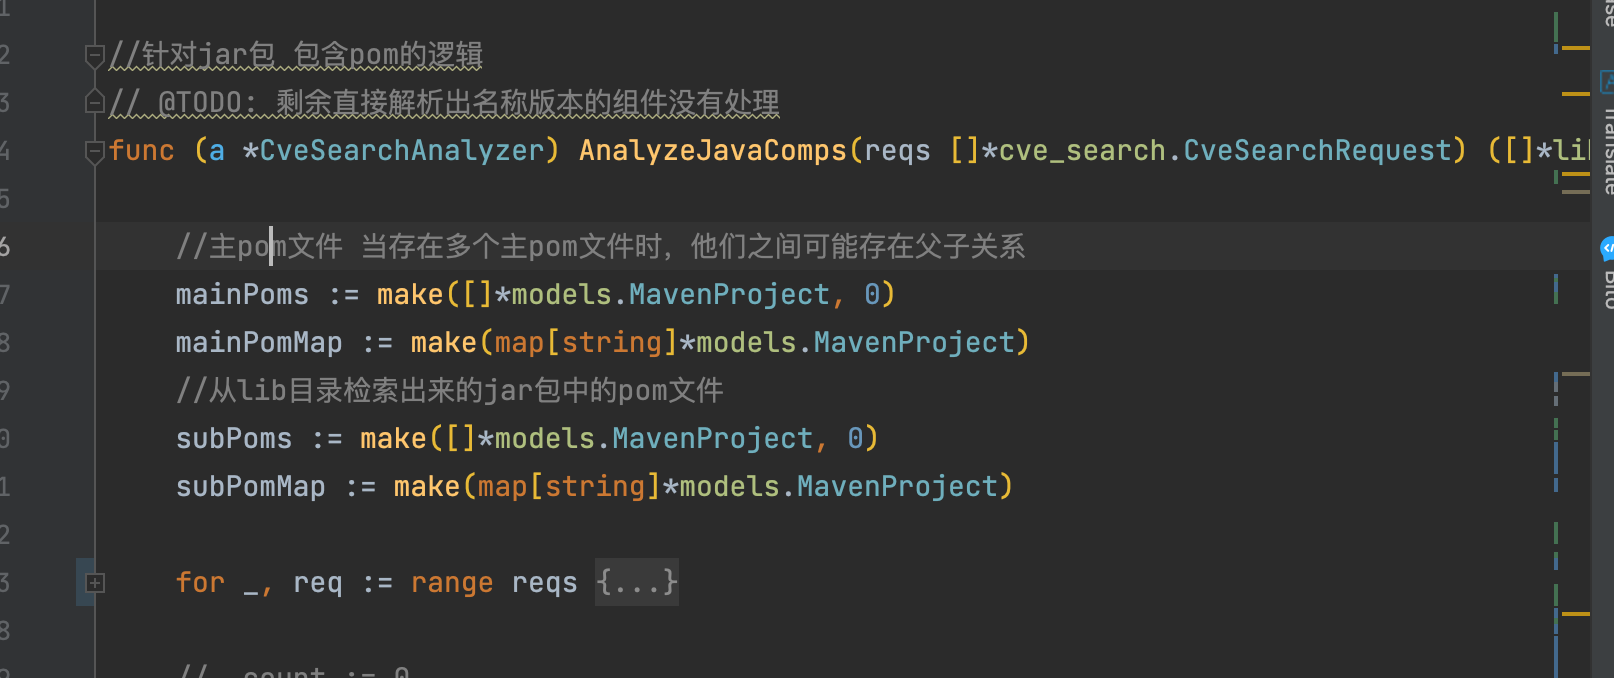 //针对jar包 包含pom的逻辑
// @TODO: 剩余直接解析出名称版本的组件没有处理
func (a *CveSearchAnalyzer) AnalyzeJavaComps(reqs []*cve_search.CveSearchRequest) ([]*li
//主pom文件 当存在多个主pom文件时，他们之间可能存在父子关系
mainPoms := make([]*models.MavenProject, 0)
mainPomMap := make(map[string]*models.MavenProject)
//从lib目录检索出来的jar包中的pom文件
subPoms := make([]*models.MavenProject, 0)
subPomMap := make(map[string]*models.MavenProject)
for _, req := range reqs {...}
// count := 0
Translate
Bito